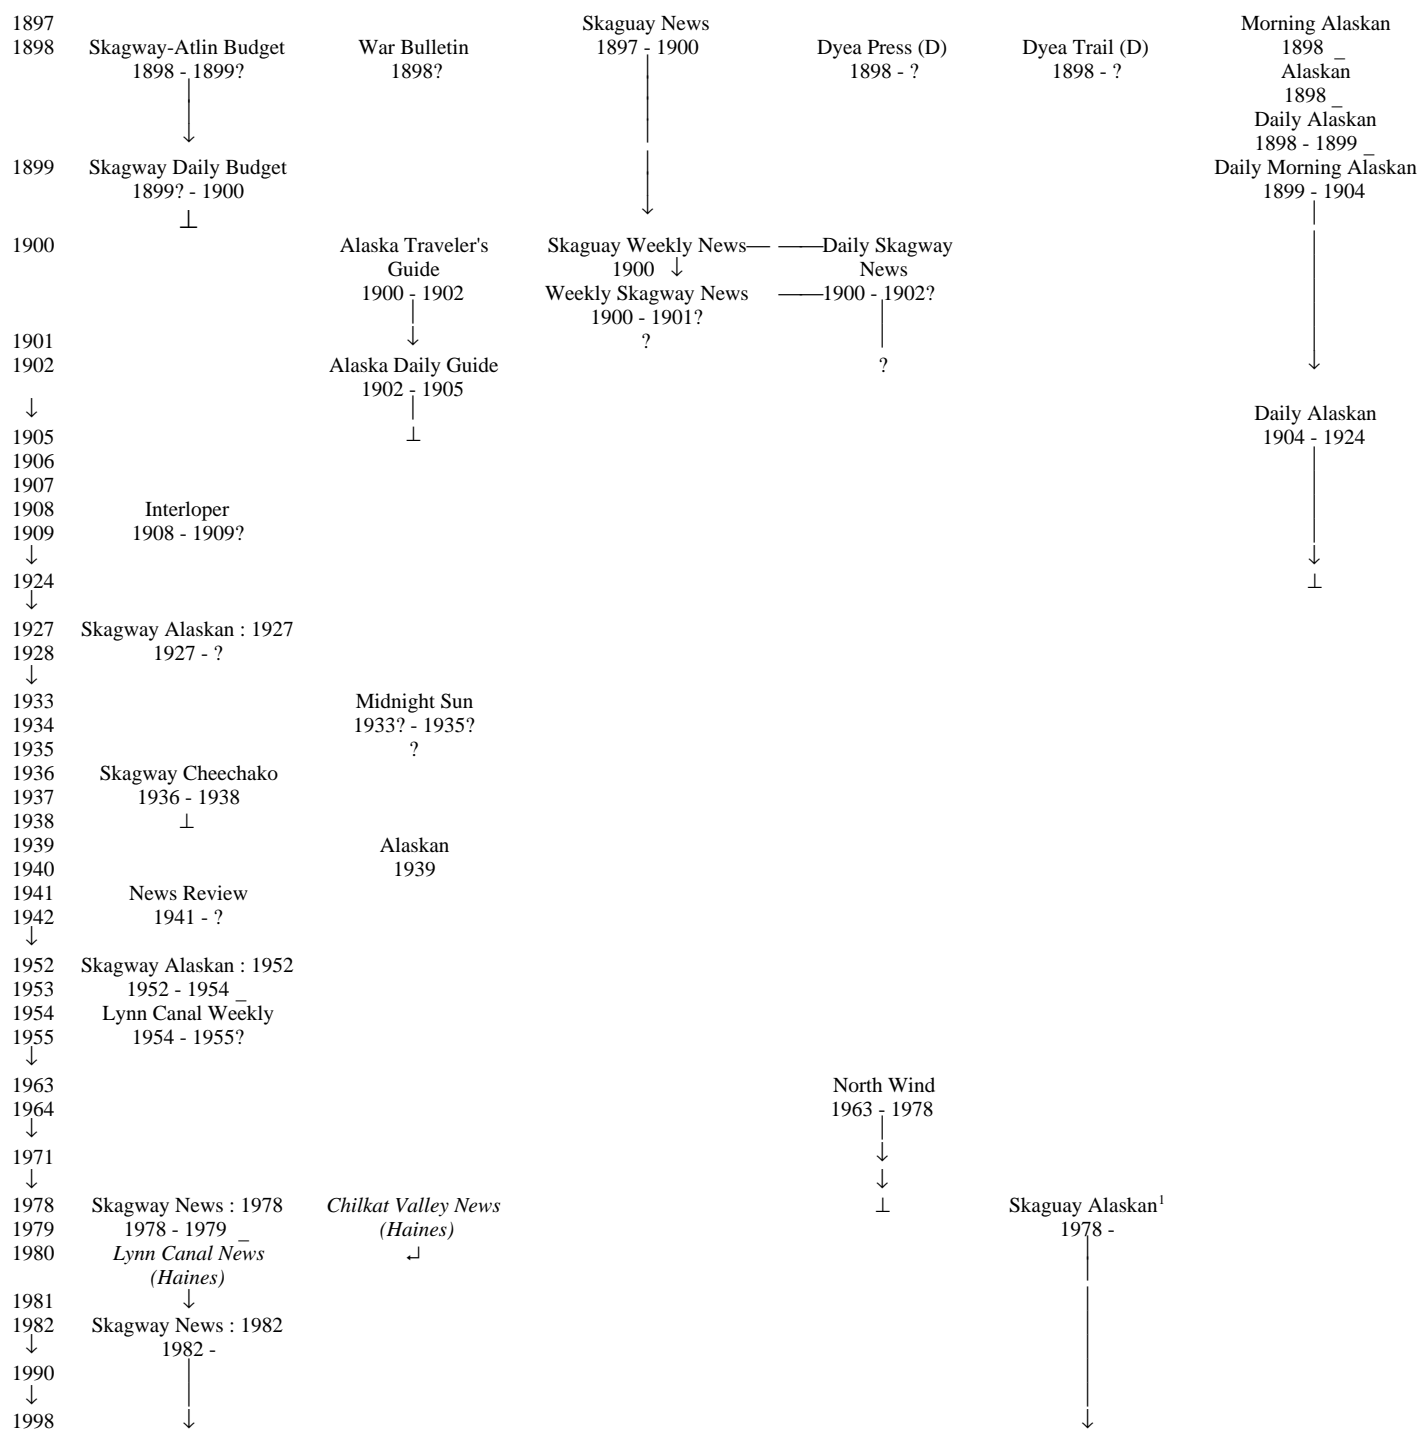 1897 Skaguay News Morning Alaskan
1898 Skagway-Atlin Budget War Bulletin 1897 - 1900 Dyea Press (D) Dyea Trail (D) 1898 _
1898 - 1899? 1898? 1898 - ? 1898 - ? Alaskan
1898 _
Daily Alaskan
1898 - 1899 _
1899 Skagway Daily Budget Daily Morning Alaskan
1899? - 1900 1899 - 1904
⊥
1900 Alaska Traveler's Skaguay Weekly News— ——Daily Skagway
Guide 1900 ↓ News
1900 - 1902 Weekly Skagway News ——1900 - 1902?
1900 - 1901?
1901 ↓ ?
1902 Alaska Daily Guide ? ↓
1902 - 1905
↓ Daily Alaskan
1905 ⊥ 1904 - 1924
1906
1907
1908 Interloper
1909 1908 - 1909?
↓ ↓
1924 ⊥
↓
1927 Skagway Alaskan : 1927
1928 1927 - ?
↓
1933 Midnight Sun
1934 1933? - 1935?
1935 ?
1936 Skagway Cheechako
1937 1936 - 1938
1938 ⊥
1939 Alaskan
1940 1939
1941 News Review
1942 1941 - ?
↓
1952 Skagway Alaskan : 1952
1953 1952 - 1954 _
1954 Lynn Canal Weekly
1955 1954 - 1955?
↓
1963 North Wind
1964 1963 - 1978
↓
1971 ↓
↓ ↓
1978 Skagway News : 1978 Chilkat Valley News ⊥ Skaguay Alaskan¹
1979 1978 - 1979 _ (Haines) 1978 -
1980 Lynn Canal News ↵
(Haines)
1981 ↓
1982 Skagway News : 1982
↓ 1982 -
1990
↓
1998 ↓ ↓